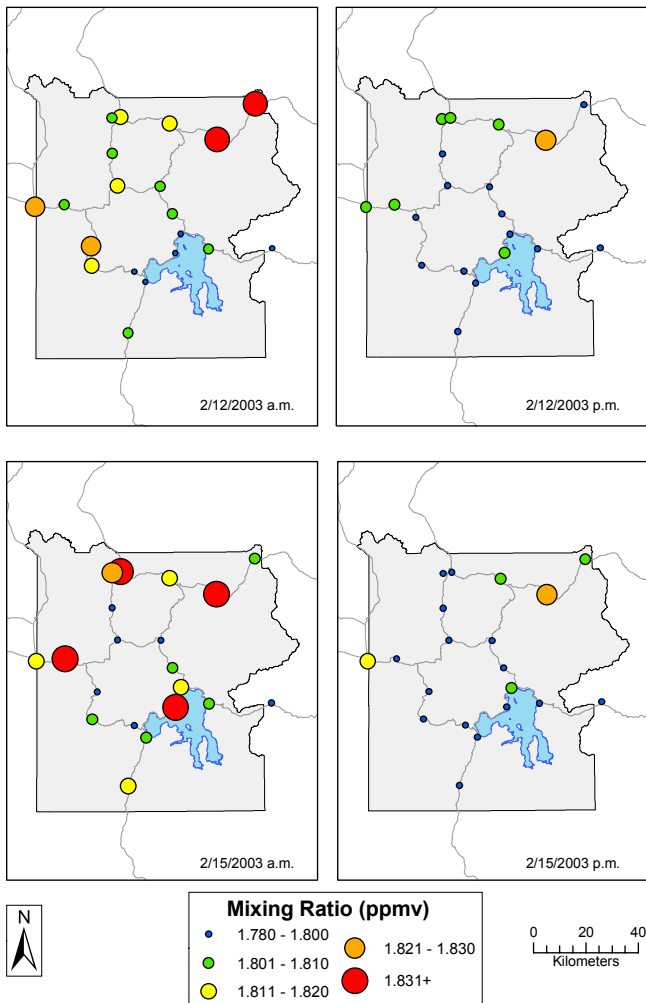 2/12/2003 a.m.
2/12/2003 p.m.
2/15/2003 a.m.
2/15/2003 p.m.
N
Mixing Ratio (ppmv)
1.780 - 1.800
1.801 - 1.810
1.811 - 1.820
1.821 - 1.830
1.831+
0 20 40
Kilometers